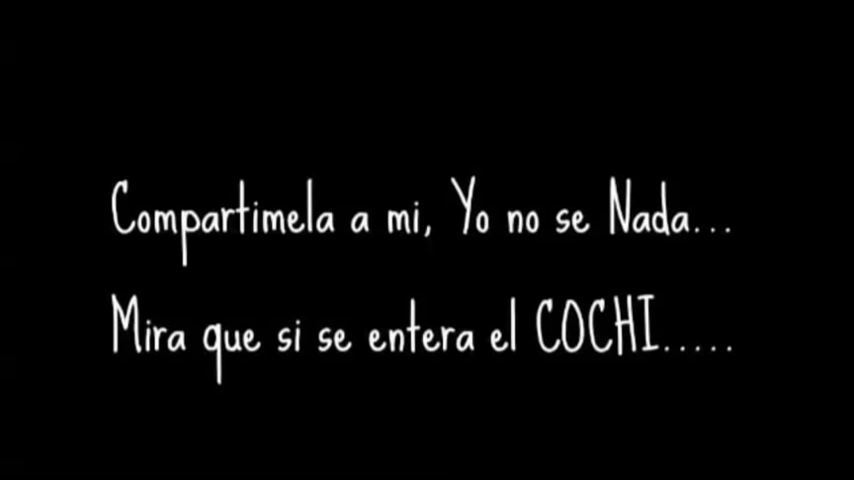 Compartimela a mi, Yo no se Nada...
Mira que si se entera el COCHI.....